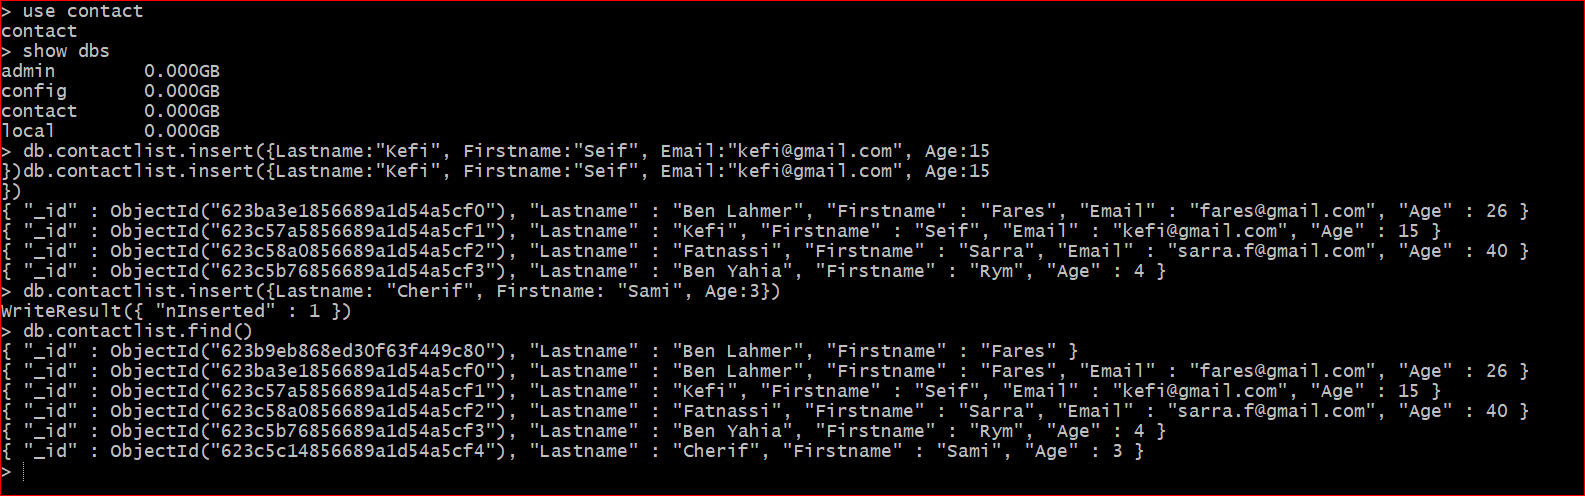 > use contact
contact
> show dbs
admin        0.000GB
config       0.000GB
contact      0.000GB
local        0.000GB
> db.contactlist.insert({Lastname:"Kefi", Firstname:"Seif", Email:"kefi@gmail.com", Age:15
})db.contactlist.insert({Lastname:"Kefi", Firstname:"Seif", Email:"kefi@gmail.com", Age:15
})
{ "_id" : ObjectId("623ba3e1856689a1d54a5cf0"), "Lastname" : "Ben Lahmer", "Firstname" : "Fares", "Email" : "fares@gmail.com", "Age" : 26 }
{ "_id" : ObjectId("623c57a5856689a1d54a5cf1"), "Lastname" : "Kefi", "Firstname" : "Seif", "Email" : "kefi@gmail.com", "Age" : 15 }
{ "_id" : ObjectId("623c58a0856689a1d54a5cf2"), "Lastname" : "Fatnassi", "Firstname" : "Sarra", "Email" : "sarra.f@gmail.com", "Age" : 40 }
{ "_id" : ObjectId("623c5b76856689a1d54a5cf3"), "Lastname" : "Ben Yahia", "Firstname" : "Rym", "Age" : 4 }
> db.contactlist.insert({Lastname: "Cherif", Firstname: "Sami", Age:3})
WriteResult({ "nInserted" : 1 })
> db.contactlist.find()
{ "_id" : ObjectId("623b9eb868ed30f63f449c80"), "Lastname" : "Ben Lahmer", "Firstname" : "Fares" }
{ "_id" : ObjectId("623ba3e1856689a1d54a5cf0"), "Lastname" : "Ben Lahmer", "Firstname" : "Fares", "Email" : "fares@gmail.com", "Age" : 26 }
{ "_id" : ObjectId("623c57a5856689a1d54a5cf1"), "Lastname" : "Kefi", "Firstname" : "Seif", "Email" : "kefi@gmail.com", "Age" : 15 }
{ "_id" : ObjectId("623c58a0856689a1d54a5cf2"), "Lastname" : "Fatnassi", "Firstname" : "Sarra", "Email" : "sarra.f@gmail.com", "Age" : 40 }
{ "_id" : ObjectId("623c5b76856689a1d54a5cf3"), "Lastname" : "Ben Yahia", "Firstname" : "Rym", "Age" : 4 }
{ "_id" : ObjectId("623c5c14856689a1d54a5cf4"), "Lastname" : "Cherif", "Firstname" : "Sami", "Age" : 3 }
>